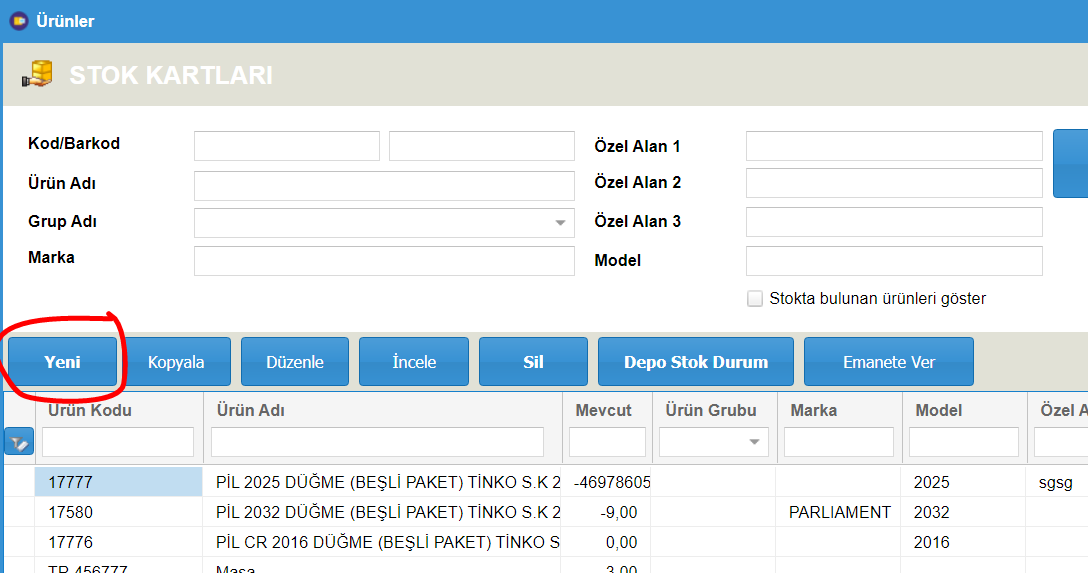 Ürünler
STOK KARTLARI
Kod/Barkod
Özel Alan 1
Ürün Adı
Özel Alan 2
Grup Adı
Özel Alan 3
Marka
Model
Stokta bulunan ürünleri göster
Yeni Kopyala Düzenle İncele Sil Depo Stok Durum Emanete Ver
Ürün Kodu Ürün Adı Mevcut Ürün Grubu Marka Model Özel A
17777 PİL 2025 DÜĞME (BEŞLİ PAKET) TİNKO S.K 2 -46978605 2025 sgsg
17580 PİL 2032 DÜĞME (BEŞLİ PAKET) TİNKO S.K 2 -9,00 PARLIAMENT 2032
17776 PİL CR 2016 DÜĞME (BEŞLİ PAKET) TİNKO S 0,00 2016
TR 456777 Masa 3,00